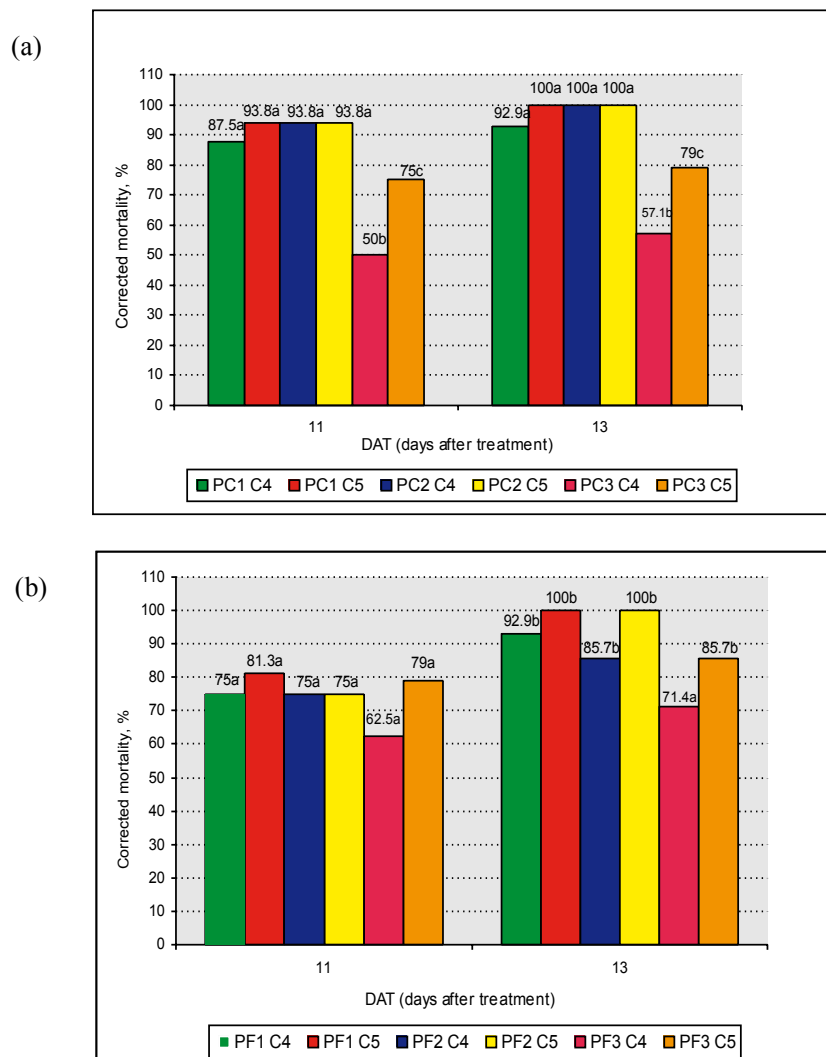 (a)
110
100
90
80
70
60
50
40
30
20
10
0
Corrected mortality, %
87.5a
93.8a
93.8a
93.8a
50b
75c
92.9a
100a
100a
100a
57.1b
79c
11
13
DAT (days after treatment)
PC1 C4 PC1 C5 PC2 C4 PC2 C5 PC3 C4 PC3 C5
(b)
110
100
90
80
70
60
50
40
30
20
10
0
Corrected mortality, %
75a
81.3a
75a
75a
62.5a
79a
92.9b
100b
85.7b
100b
71.4a
85.7b
11
13
DAT (days after treatment)
PF1 C4 PF1 C5 PF2 C4 PF2 C5 PF3 C4 PF3 C5